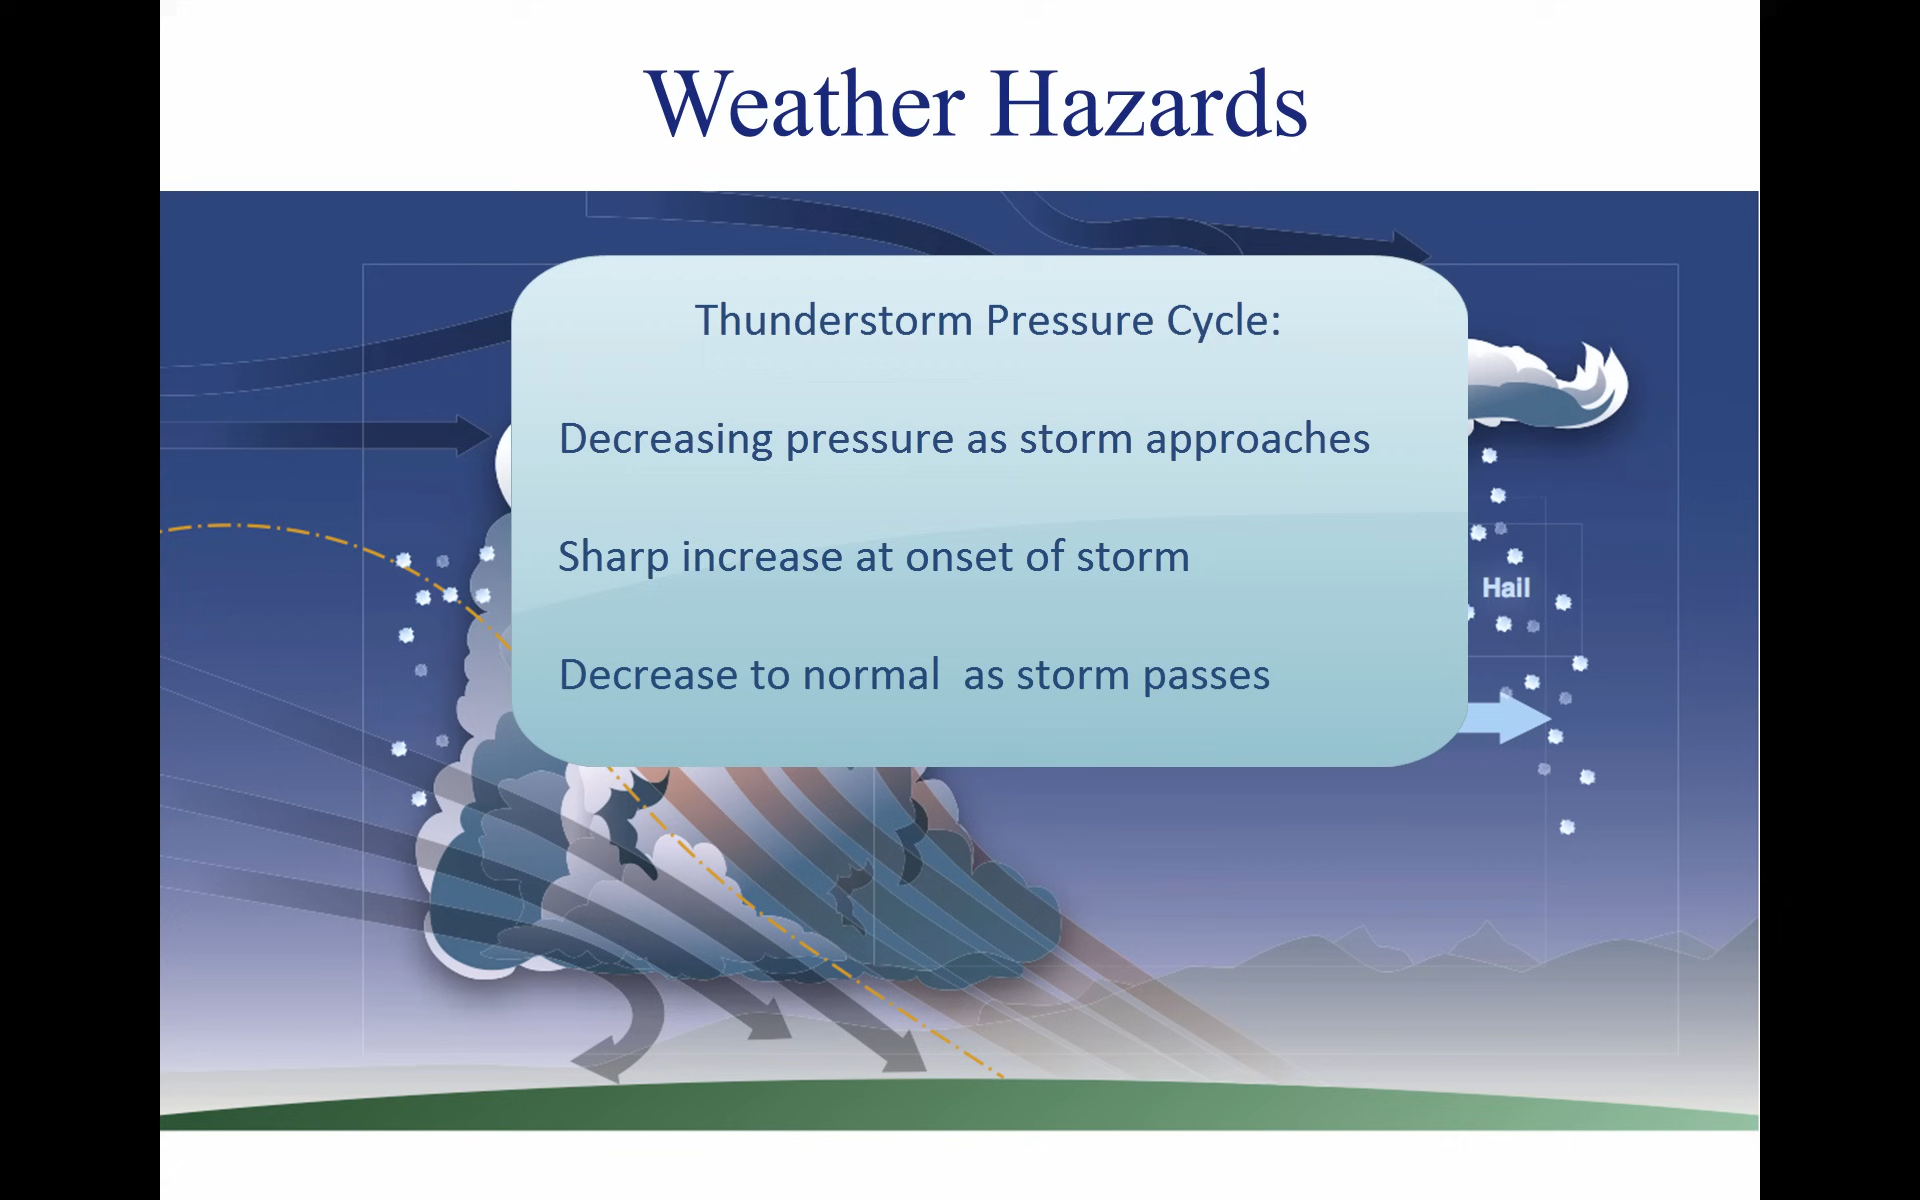 Weather Hazards
Thunderstorm Pressure Cycle:
Decreasing pressure as storm approaches
Sharp increase at onset of storm
Hail
Decrease to normal  as storm passes